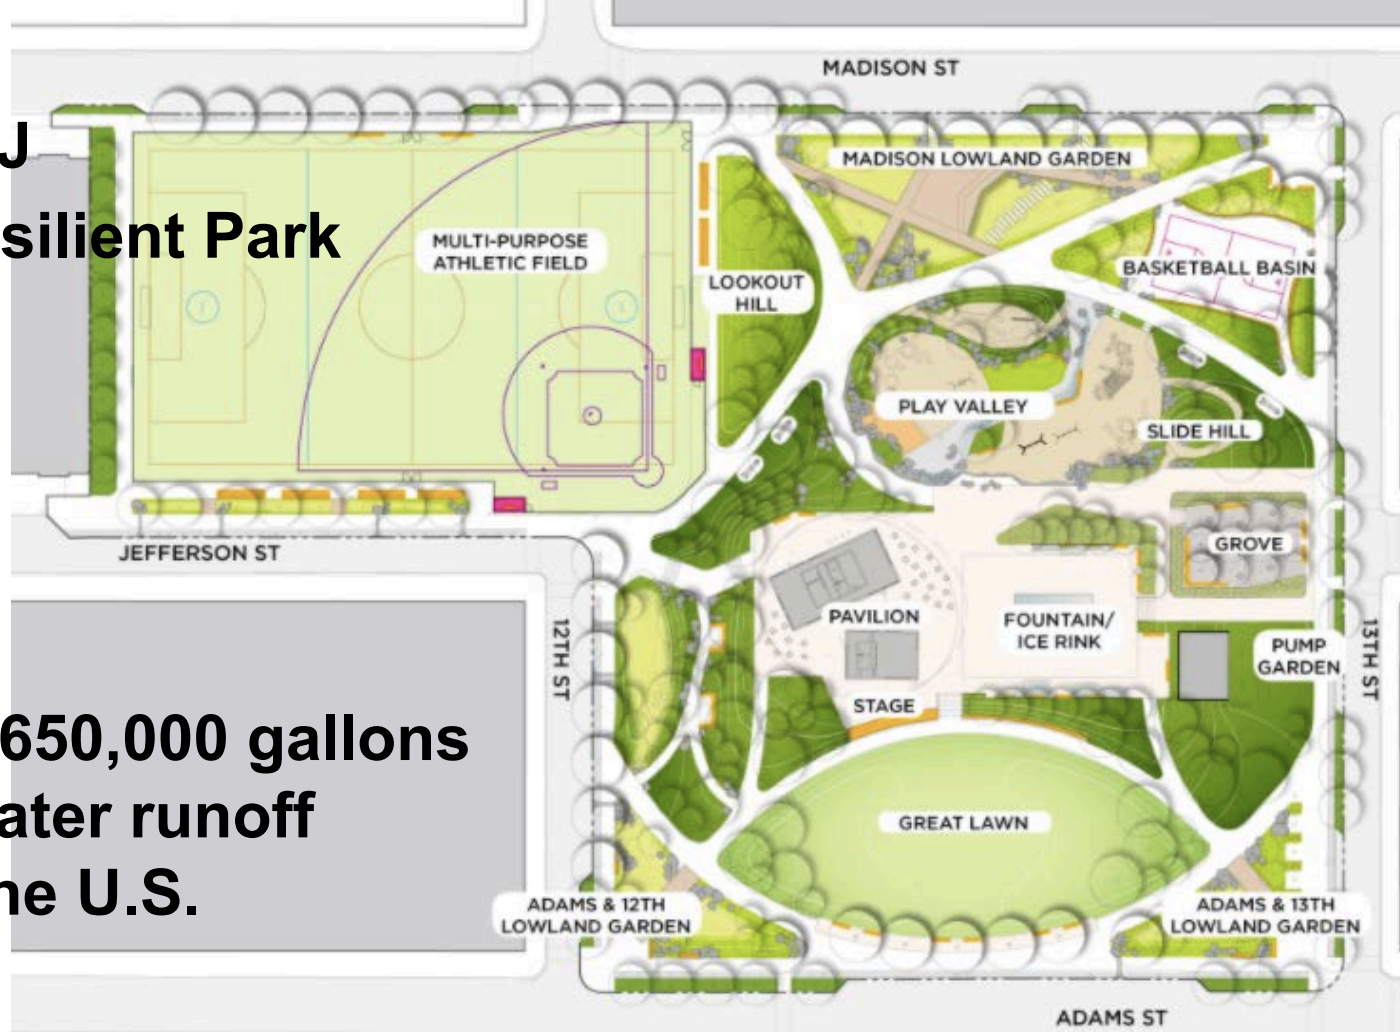 MADISON ST
J
MADISON LOWLAND GARDEN
silient Park
MULTI-PURPOSE
ATHLETIC FIELD
BASKETBALL BASIN
LOOKOUT
HILL
PLAY VALLEY
SLIDE HILL
JEFFERSON ST
GROVE
PAVILION
FOUNTAIN/
ICE RINK
12TH ST
13TH ST
PUMP
GARDEN
STAGE
650,000 gallons
ater runoff
GREAT LAWN
ne U.S.
ADAMS & 12TH
LOWLAND GARDEN
ADAMS & 13TH
LOWLAND GARDEN
ADAMS ST